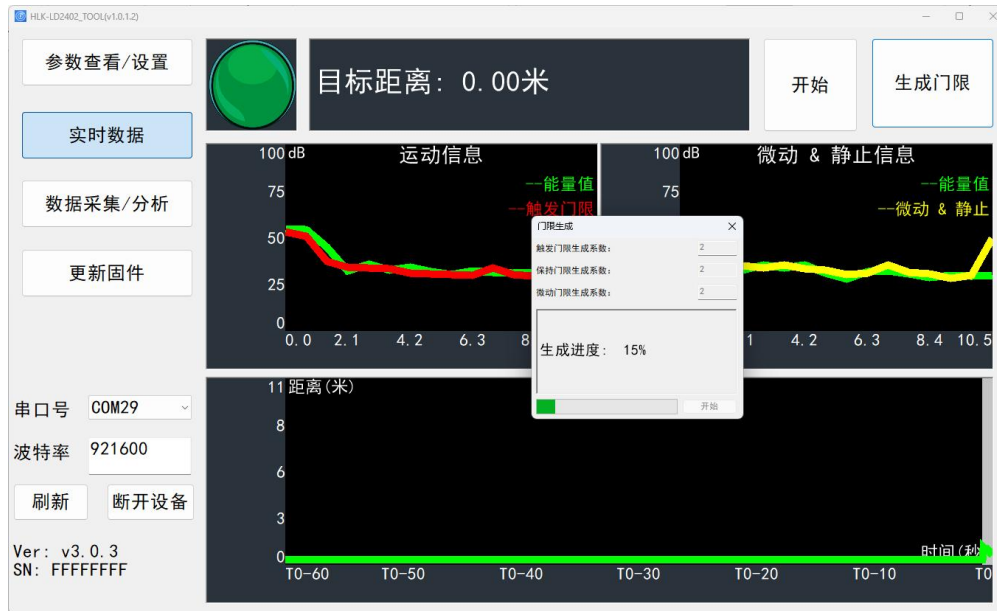 HLK-LD2402_TOOL(v1.0.1.2)
参数查看/设置
实时数据
数据采集/分析
更新固件
串口号 COM29
波特率 921600
刷新 断开设备
Ver: v3.0.3
SN: FFFFFFFF
目标距离: 0.00米
开始
生成门限
100 dB 运动信息
--能量值
--触发门限
75
50
25
0
0.0 2.1 4.2 6.3 8
100 dB 微动 & 静止信息
--能量值
--微动 & 静止
75
1 4.2 6.3 8.4 10.5
门限生成
触发门限生成系数: 2
保持门限生成系数: 2
微动门限生成系数: 2
生成进度: 15%
开始
11 距离(米)
8
6
3
0
时间(秒
T0-60 T0-50 T0-40 T0-30 T0-20 T0-10 T0